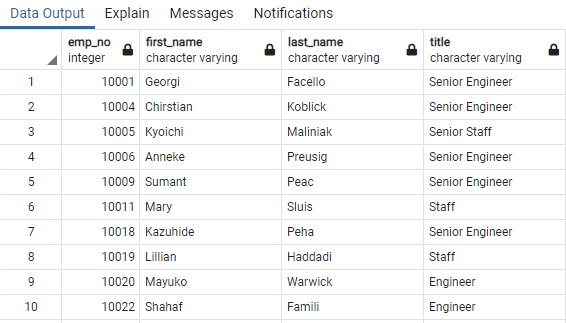 Data Output Explain Messages Notifications
emp_no first_name last_name title
integer character varying character varying character varying
1 10001 Georgi Facello Senior Engineer
2 10004 Chirstian Koblick Senior Engineer
3 10005 Kyoichi Maliniak Senior Staff
4 10006 Anneke Preusig Senior Engineer
5 10009 Sumant Peac Senior Engineer
6 10011 Mary Sluis Staff
7 10018 Kazuhide Peha Senior Engineer
8 10019 Lillian Haddadi Staff
9 10020 Mayuko Warwick Engineer
10 10022 Shahaf Famili Engineer